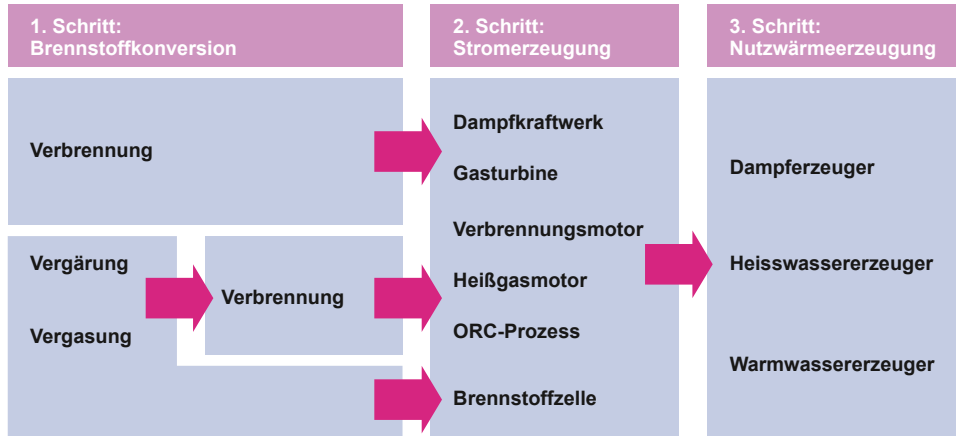 1. Schritt:
Brennstoffkonversion
2. Schritt:
Stromerzeugung
3. Schritt:
Nutzwärmeerzeugung
Verbrennung
Vergärung
Vergasung
Verbrennung
Dampfkraftwerk
Gasturbine
Verbrennungsmotor
Heißgasmotor
ORC-Prozess
Brennstoffzelle
Dampferzeuger
Heisswassererzeuger
Warmwassererzeuger